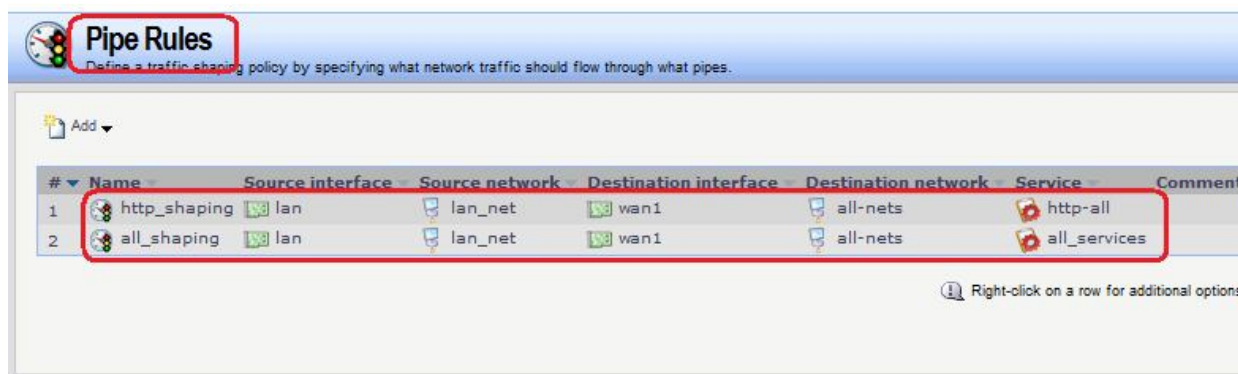 Pipe Rules
Define a traffic shaping policy by specifying what network traffic should flow through what pipes.
Add
# Name Source interface Source network Destination interface Destination network Service Comment
1 http_shaping lan lan_net wan1 all-nets http-all
2 all_shaping lan lan_net wan1 all-nets all_services
Right-click on a row for additional options